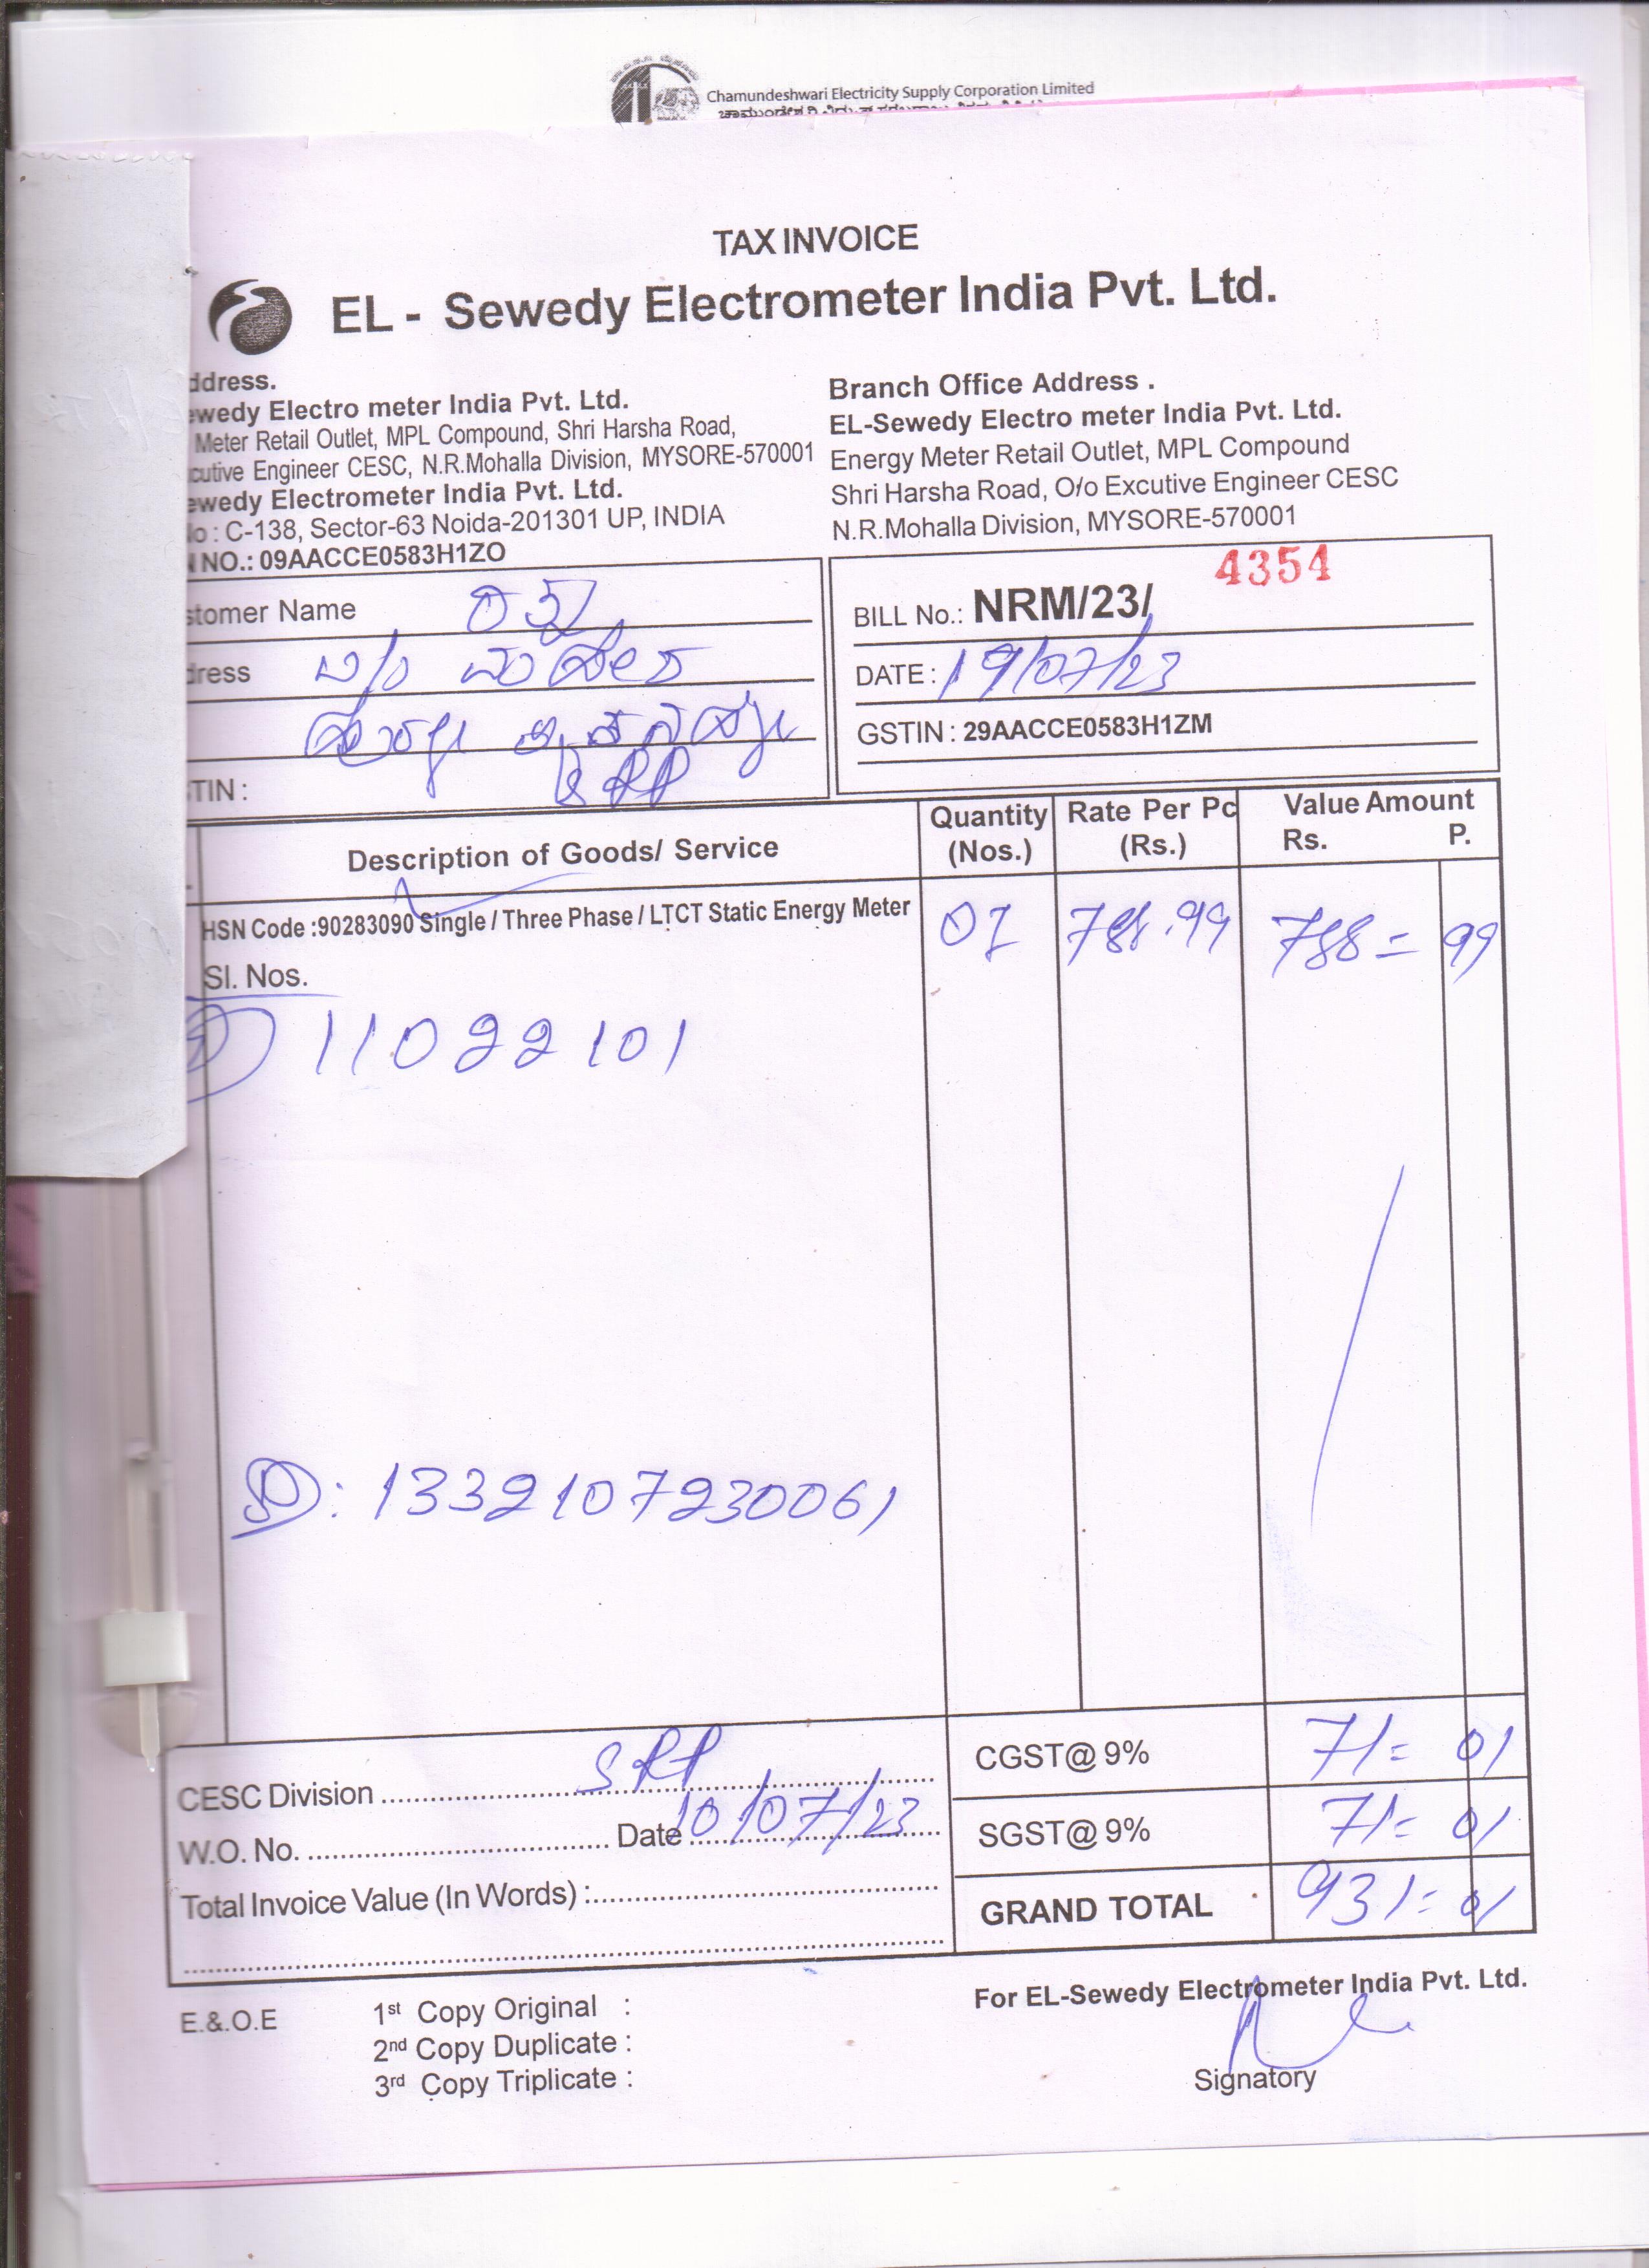 Chamundeshwari Electricity Supply Corporation Limited
TAX INVOICE
EL - Sewedy Electrometer India Pvt. Ltd.
ddress.
ewedy Electro meter India Pvt. Ltd.
Meter Retail Outlet, MPL Compound, Shri Harsha Road,
cutive Engineer CESC, N.R.Mohalla Division, MYSORE-570001
ewedy Electrometer India Pvt. Ltd.
lo : C-138, Sector-63 Noida-201301 UP, INDIA
NO.: 09AACCE0583H1ZO
Branch Office Address .
EL-Sewedy Electro meter India Pvt. Ltd.
Energy Meter Retail Outlet, MPL Compound
Shri Harsha Road, O/o Excutive Engineer CESC
N.R.Mohalla Division, MYSORE-570001
stomer Name
dress
TIN :
BILL No.: NRM/23/ 4354
DATE : 19/07/23
GSTIN : 29AACCE0583H1ZM
Description of Goods/ Service Quantity (Nos.) Rate Per Pc (Rs.) Value Amount Rs. P.
HSN Code :90283090 Single / Three Phase / LTCT Static Energy Meter 01 788.99 788= 99
Sl. Nos.
11022101
: 1332107230061
CESC Division SRP
W.O. No. Date 10/07/23
Total Invoice Value (In Words) :
CGST@ 9% 71= 01
SGST@ 9% 71= 01
GRAND TOTAL 931= 01
E.&.O.E
1st Copy Original :
2nd Copy Duplicate :
3rd Copy Triplicate :
For EL-Sewedy Electrometer India Pvt. Ltd.
Signatory